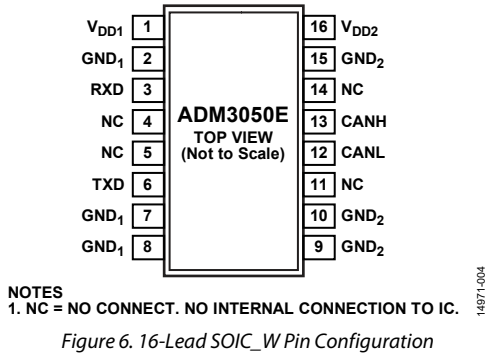 VDD1 1 16 VDD2
GND1 2 15 GND2
RXD 3 14 NC
NC 4 13 CANH
ADM3050E
TOP VIEW
(Not to Scale)
NC 5 12 CANL
TXD 6 11 NC
GND1 7 10 GND2
GND1 8 9 GND2
NOTES
1. NC = NO CONNECT. NO INTERNAL CONNECTION TO IC.
14971-004
Figure 6. 16-Lead SOIC_W Pin Configuration